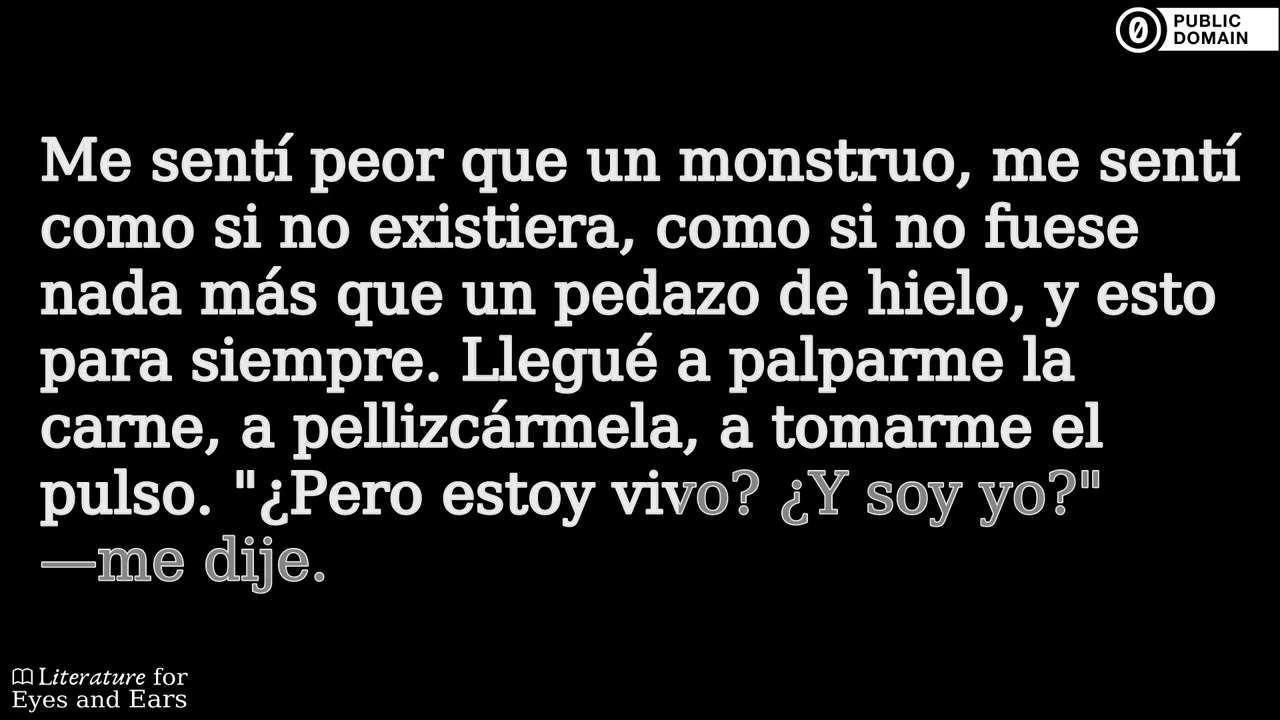 PUBLIC
DOMAIN
Me sentí peor que un monstruo, me sentí
como si no existiera, como si no fuese
nada más que un pedazo de hielo, y esto
para siempre. Llegué a palparme la
carne, a pellizcármela, a tomarme el
pulso. "¿Pero estoy vivo? ¿Y soy yo?"
—me dije.
Literature for
Eyes and Ears